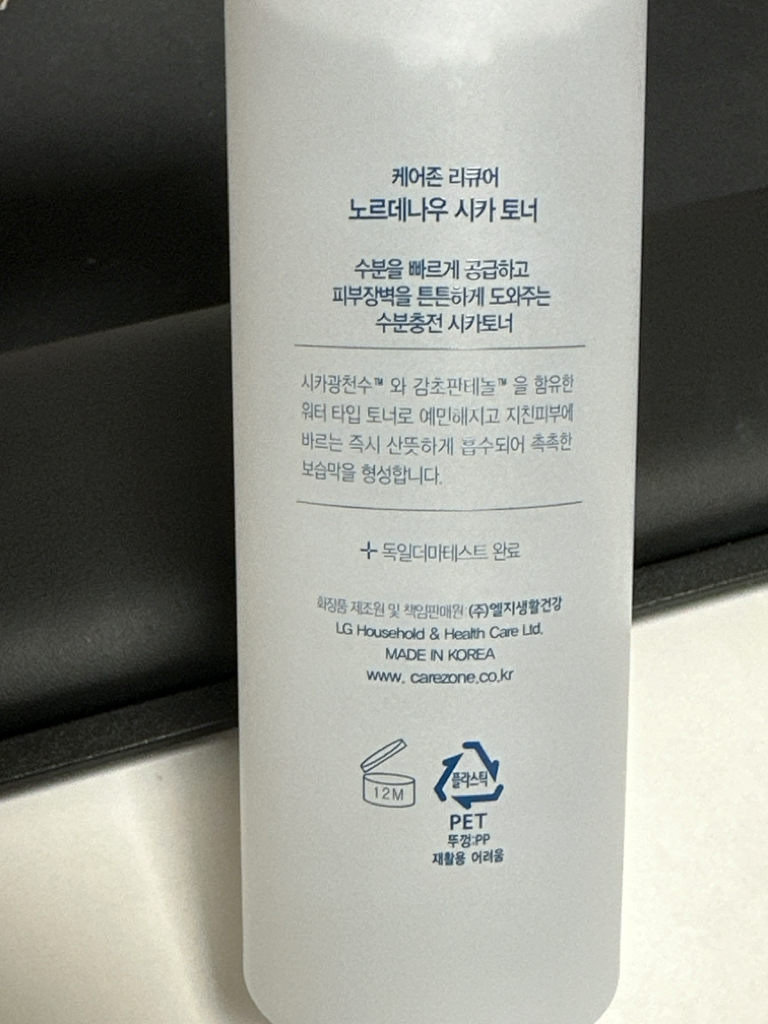 케어존 리큐어
노르데나우 시카 토너
수분을 빠르게 공급하고
피부장벽을 튼튼하게 도와주는
수분충전 시카토너
시카광천수™ 와 감초판테놀™ 을 함유한
워터 타입 토너로 예민해지고 지친피부에
바르는 즉시 산뜻하게 흡수되어 촉촉한
보습막을 형성합니다.
+ 독일더마테스트 완료
화장품 제조원 및 책임판매원 (주)엘지생활건강
LG Household & Health Care Ltd.
MADE IN KOREA
www. carezone.co.kr
12M
플라스틱
PET
뚜껑:PP
재활용 어려움